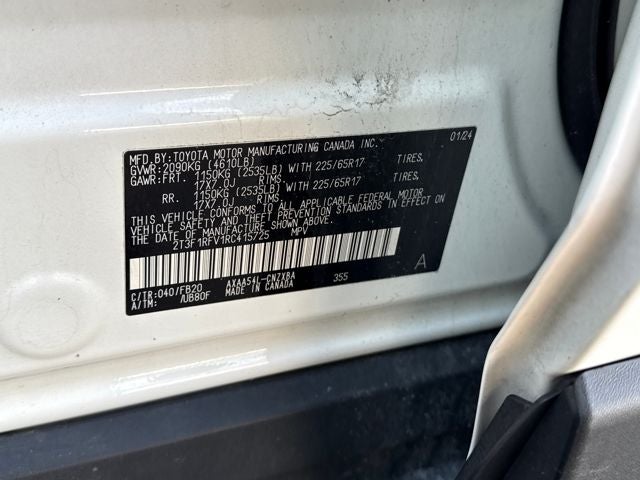 MFD.BY:TOYOTA MOTOR MANUFACTURING CANADA INC. 01/24
GVWR:2090KG (4610LB)
GAWR:FRT. 1150KG (2535LB) WITH 225/65R17 TIRES.
17X7.0J RIMS.
RR. 1150KG (2535LB) WITH 225/65R17 TIRES.
17X7.0J RIMS.
THIS VEHICLE CONFORMS TO ALL APPLICABLE FEDERAL MOTOR
VEHICLE SAFETY AND THEFT PREVENTION STANDARDS IN EFFECT ON
THE DATE OF MANUFACTURE SHOWN ABOVE.
2T3F1RFV1RC415725 MPV
C/TR:040/FB20 AXAA54L-CNZXBA 355 A
A/TM: /UB80F MADE IN CANADA